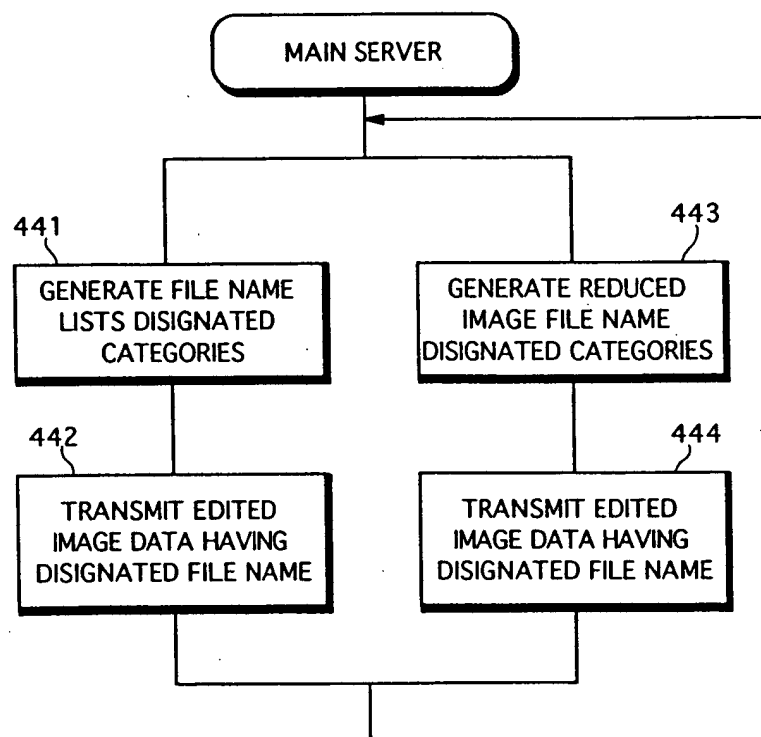 MAIN SERVER
441
GENERATE FILE NAME
LISTS DISIGNATED
CATEGORIES
443
GENERATE REDUCED
IMAGE FILE NAME
DISIGNATED CATEGORIES
442
TRANSMIT EDITED
IMAGE DATA HAVING
DISIGNATED FILE NAME
444
TRANSMIT EDITED
IMAGE DATA HAVING
DISIGNATED FILE NAME